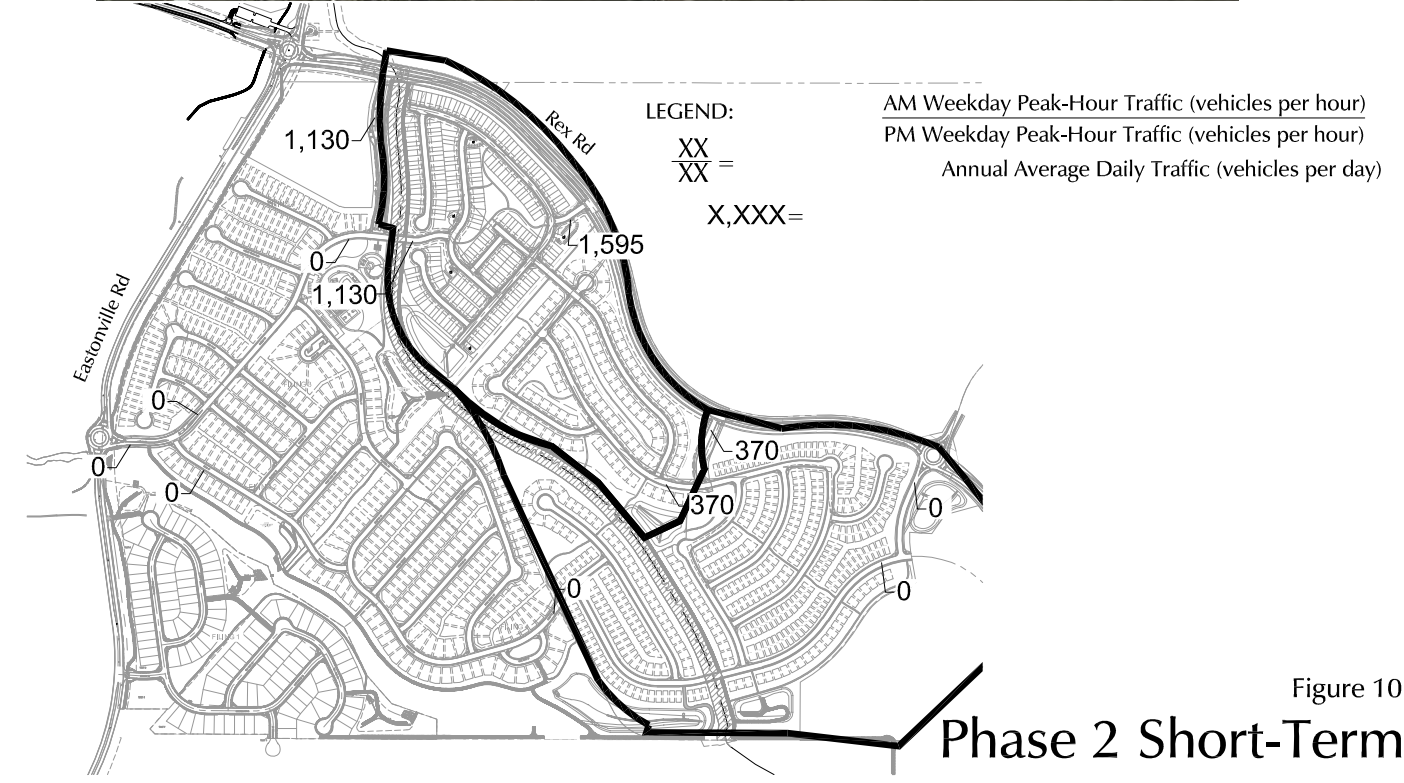 LEGEND:
XX
XX =
X,XXX=
AM Weekday Peak-Hour Traffic (vehicles per hour)
PM Weekday Peak-Hour Traffic (vehicles per hour)
Annual Average Daily Traffic (vehicles per day)
Rex Rd
1,130
1,595
0
1,130
Eastonville Rd
0
0
0
370
370
0
0
0
FILING 1
Figure 10
Phase 2 Short-Term